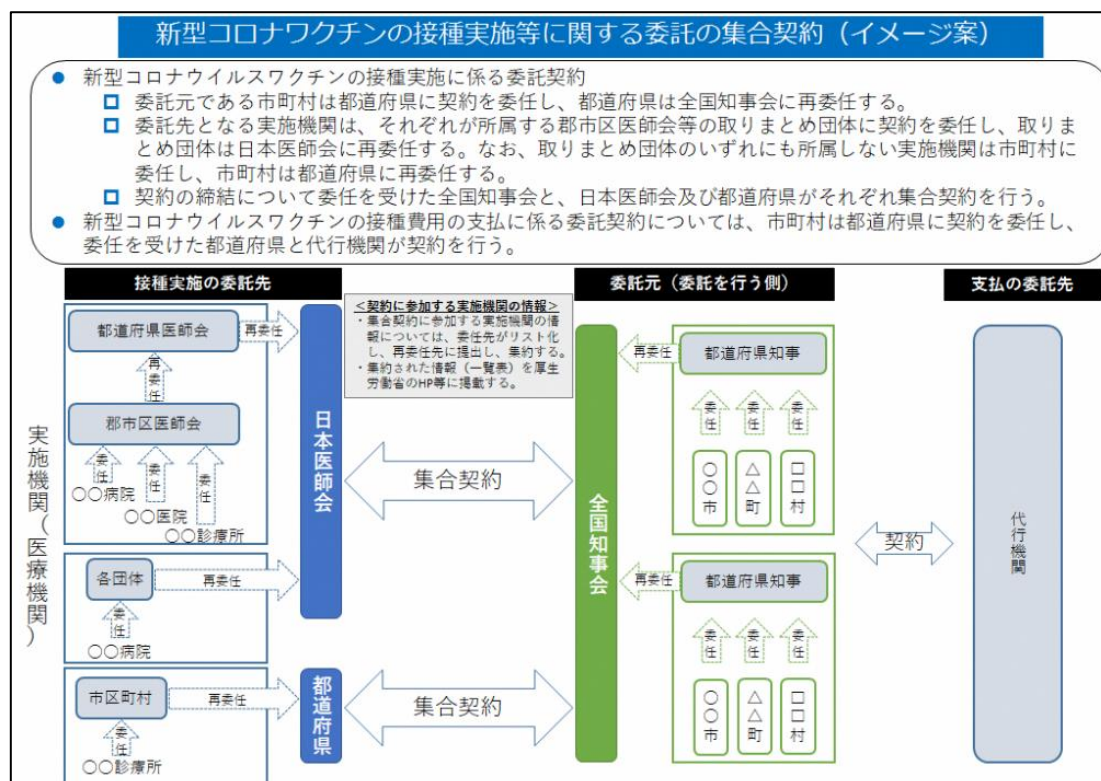 新型コロナワクチンの接種実施等に関する委託の集合契約（イメージ案）
● 新型コロナウイルスワクチンの接種実施に係る委託契約
□ 委託元である市町村は都道府県に契約を委任し、都道府県は全国知事会に再委任する。
□ 委託先となる実施機関は、それぞれが所属する郡市区医師会等の取りまとめ団体に契約を委任し、取りま
とめ団体は日本医師会に再委任する。なお、取りまとめ団体のいずれにも所属しない実施機関は市町村に
委任し、市町村は都道府県に再委任する。
□ 契約の締結について委任を受けた全国知事会と、日本医師会及び都道府県がそれぞれ集合契約を行う。
● 新型コロナウイルスワクチンの接種費用の支払に係る委託契約については、市町村は都道府県に契約を委任し、
委任を受けた都道府県と代行機関が契約を行う。
接種実施の委託先
委託元（委託を行う側）
支払の委託先
実施機関（医療機関）
都道府県医師会
再委任
再委任
郡市区医師会
委任
委任
委任
〇〇病院
〇〇医院
〇〇診療所
各団体
再委任
委任
〇〇病院
市区町村
再委任
委任
〇〇診療所
日本医師会
都道府県
＜契約に参加する実施機関の情報＞
・集合契約に参加する実施機関の情
報については、委任先がリスト化
し、再委任先に提出し、集約する。
・集約された情報（一覧表）を厚生
労働省のHP等に掲載する。
集合契約
集合契約
全国知事会
再委任
都道府県知事
委任
委任
委任
〇〇市
△△町
□□村
再委任
都道府県知事
委任
委任
委任
〇〇市
△△町
□□村
契約
代行機関